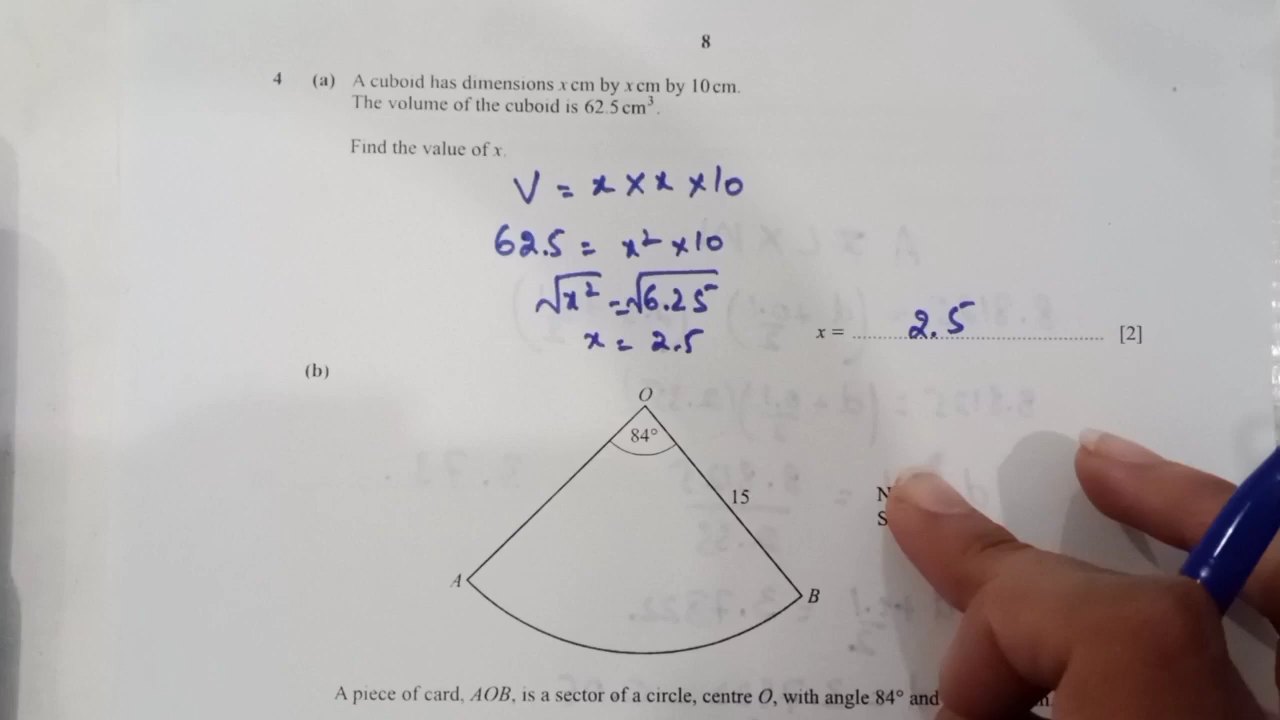 8
4 (a) A cuboid has dimensions x cm by x cm by 10 cm.
The volume of the cuboid is 62.5 cm³.
Find the value of x.
V = x × x × 10
62.5 = x² × 10
√x² = √6.25
x = 2.5
x = 2.5 [2]
(b)
O
84°
15
N
S
A
B
A piece of card, AOB, is a sector of a circle, centre O, with angle 84° and